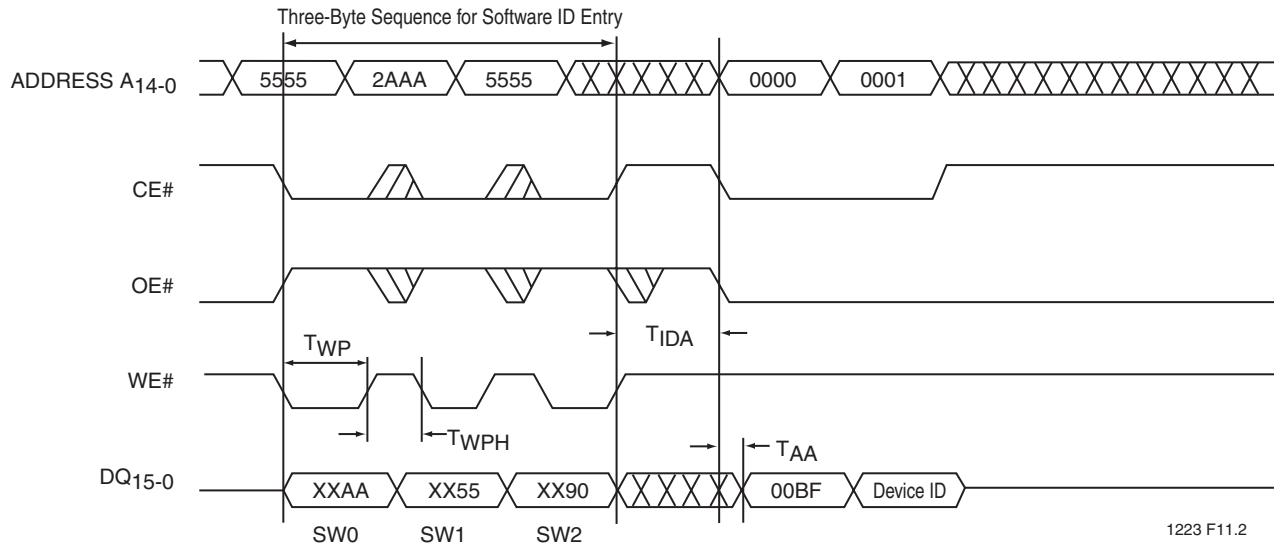 Three-Byte Sequence for Software ID Entry
ADDRESS A14-0
5555 2AAA 5555 0000 0001
CE#
OE#
TWP
TIDA
WE#
TWPH
TAA
DQ15-0
XXAA XX55 XX90 00BF Device ID
SW0 SW1 SW2
1223 F11.2